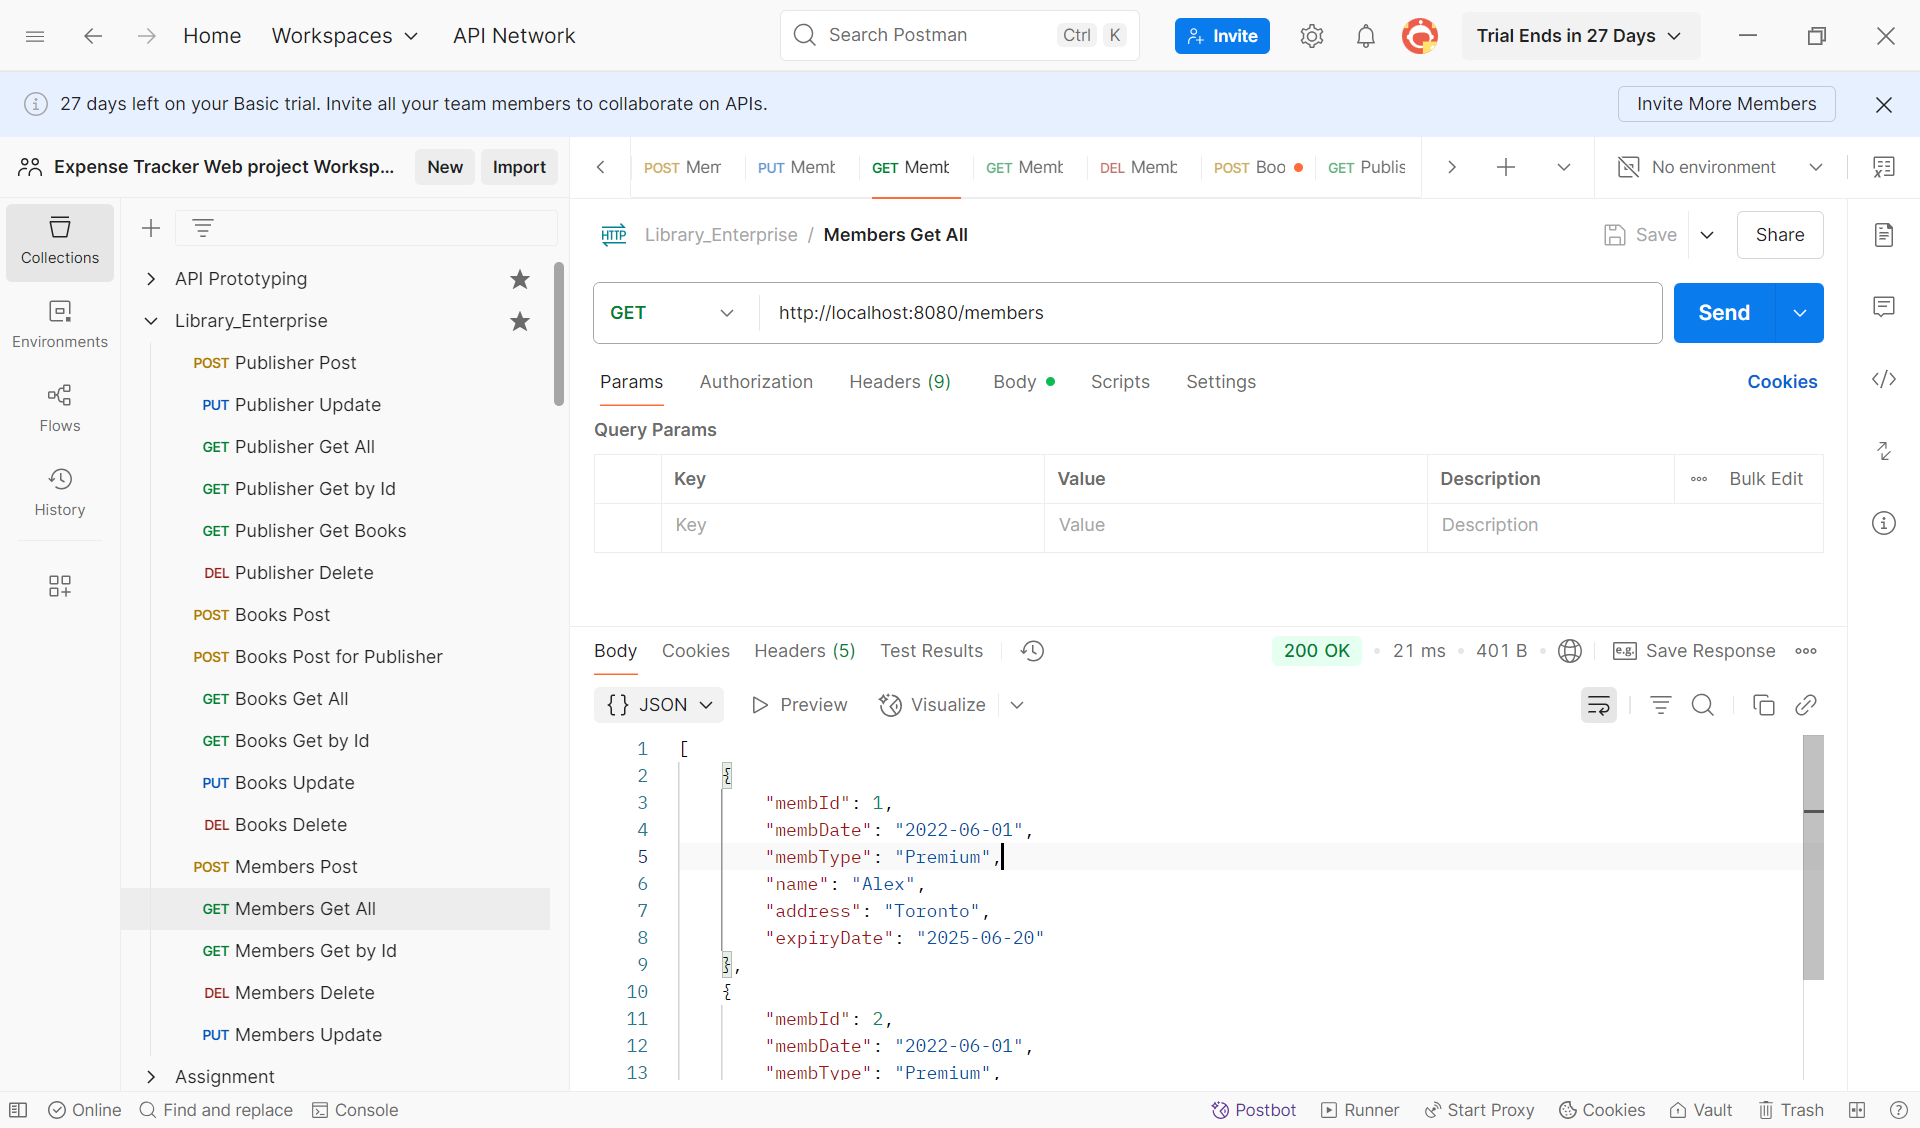 Home Workspaces API Network Search Postman Ctrl K Invite Trial Ends in 27 Days
27 days left on your Basic trial. Invite all your team members to collaborate on APIs. Invite More Members
Expense Tracker Web project Worksp... New Import
POST Mem PUT Memb GET Memb GET Memb DEL Memb POST Boo GET Publis No environment
Collections
Environments
Flows
History
API Prototyping
Library_Enterprise
POST Publisher Post
PUT Publisher Update
GET Publisher Get All
GET Publisher Get by Id
GET Publisher Get Books
DEL Publisher Delete
POST Books Post
POST Books Post for Publisher
GET Books Get All
GET Books Get by Id
PUT Books Update
DEL Books Delete
POST Members Post
GET Members Get All
GET Members Get by Id
DEL Members Delete
PUT Members Update
Assignment
HTTP Library_Enterprise / Members Get All Save Share
GET http://localhost:8080/members Send
Params Authorization Headers (9) Body Scripts Settings Cookies
Query Params
Key Value Description Bulk Edit
Key Value Description
Body Cookies Headers (5) Test Results 200 OK 21 ms 401 B e.g. Save Response
{} JSON Preview Visualize
1 [
2 {
3 "membId": 1,
4 "membDate": "2022-06-01",
5 "membType": "Premium",
6 "name": "Alex",
7 "address": "Toronto",
8 "expiryDate": "2025-06-20"
9 },
10 {
11 "membId": 2,
12 "membDate": "2022-06-01",
13 "membType": "Premium",
Online Find and replace Console Postbot Runner Start Proxy Cookies Vault Trash